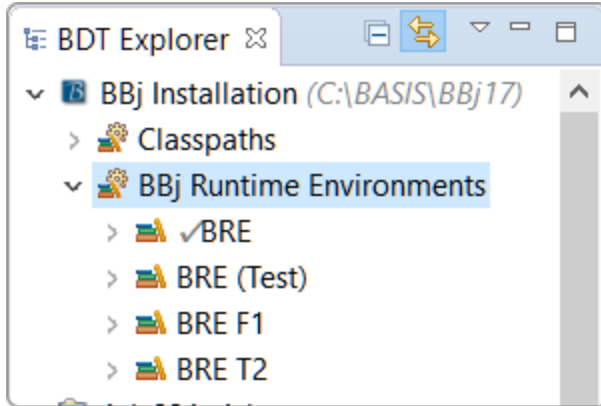 BDT Explorer
BBj Installation (C:\BASIS\BBj17)
Classpaths
BBj Runtime Environments
BRE
BRE (Test)
BRE F1
BRE T2